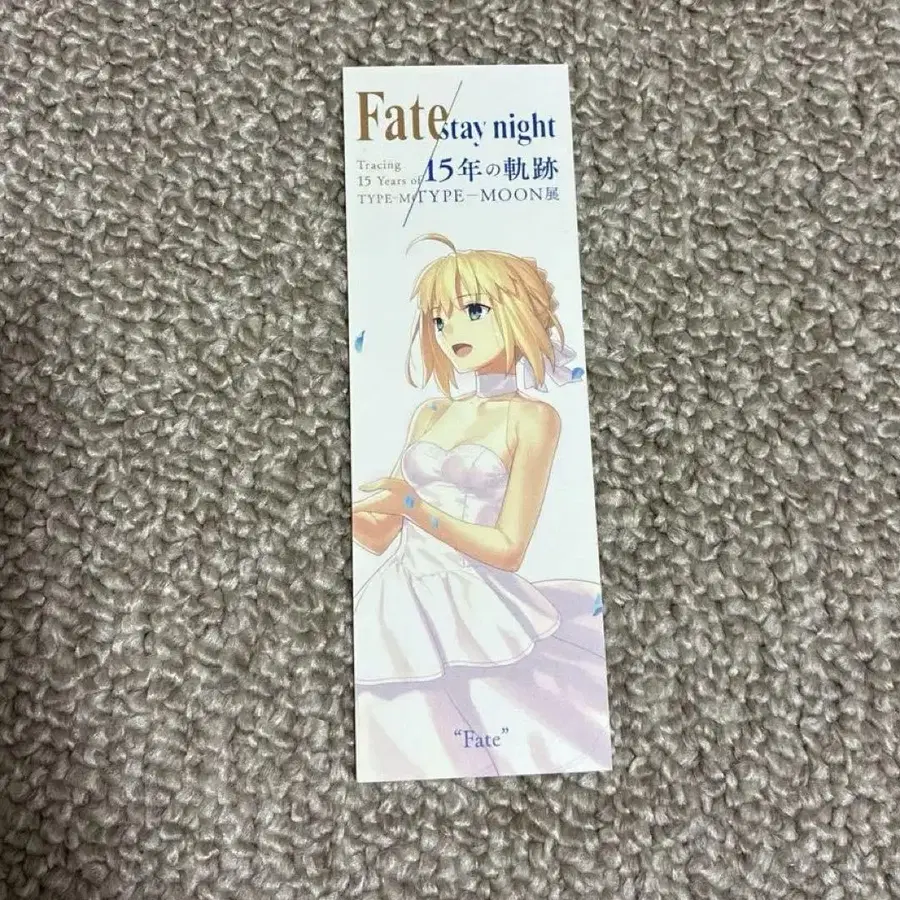 Fate/stay night
Tracing
15 Years of
TYPE-M
15年の軌跡
TYPE-MOON展
"Fate"